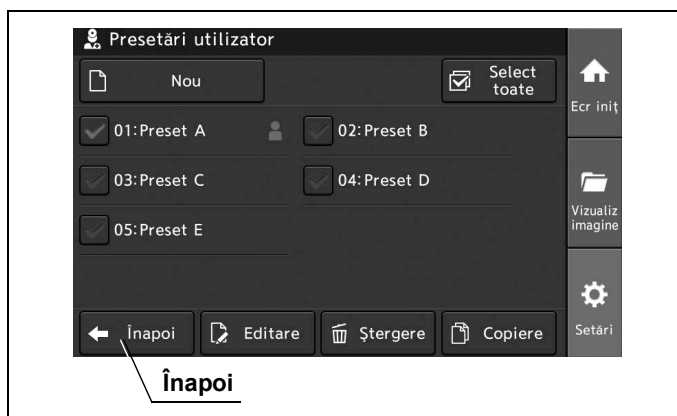 Presetări utilizator
Nou
Select
toate
01:Preset A
02:Preset B
03:Preset C
04:Preset D
05:Preset E
Înapoi
Editare
Ștergere
Copiere
Ecr iniț
Vizualiz
imagine
Setări
Înapoi